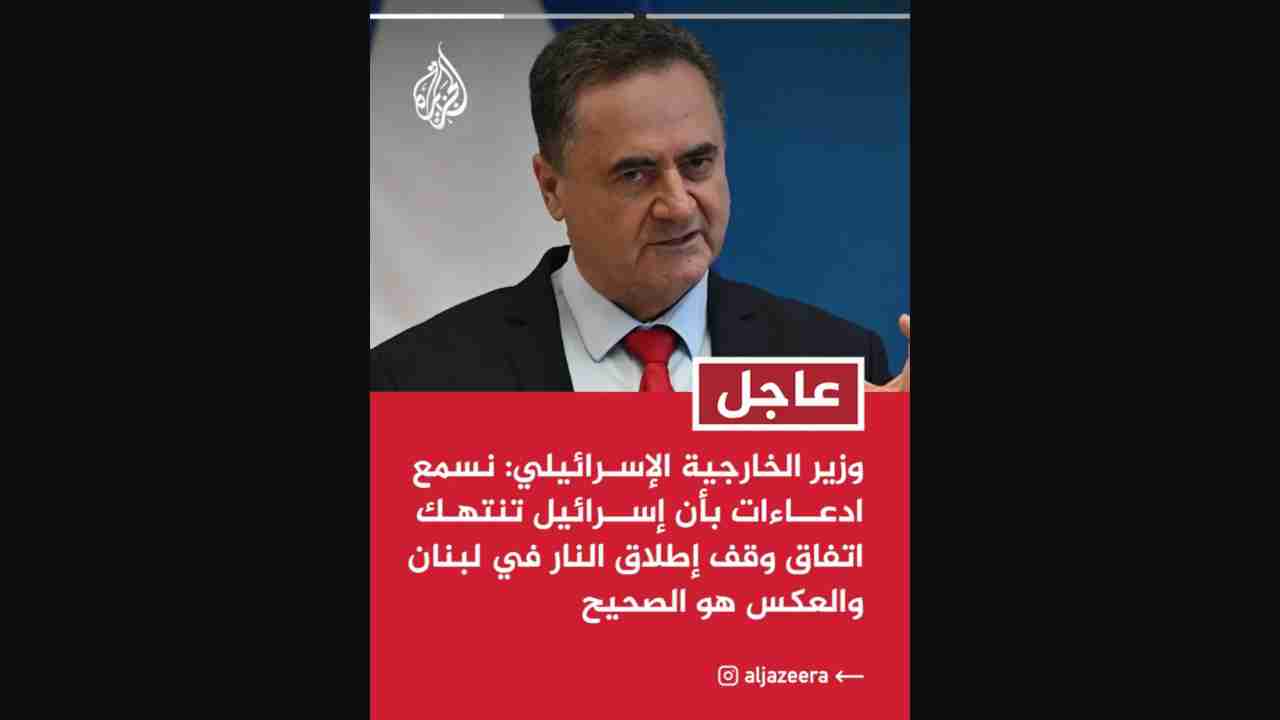 الجزيرة
عاجل
وزير الخارجية الإسرائيلي: نسمع
ادعاءات بأن إسرائيل تنتهك
اتفاق وقف إطلاق النار في لبنان
والعكس هو الصحيح
aljazeera